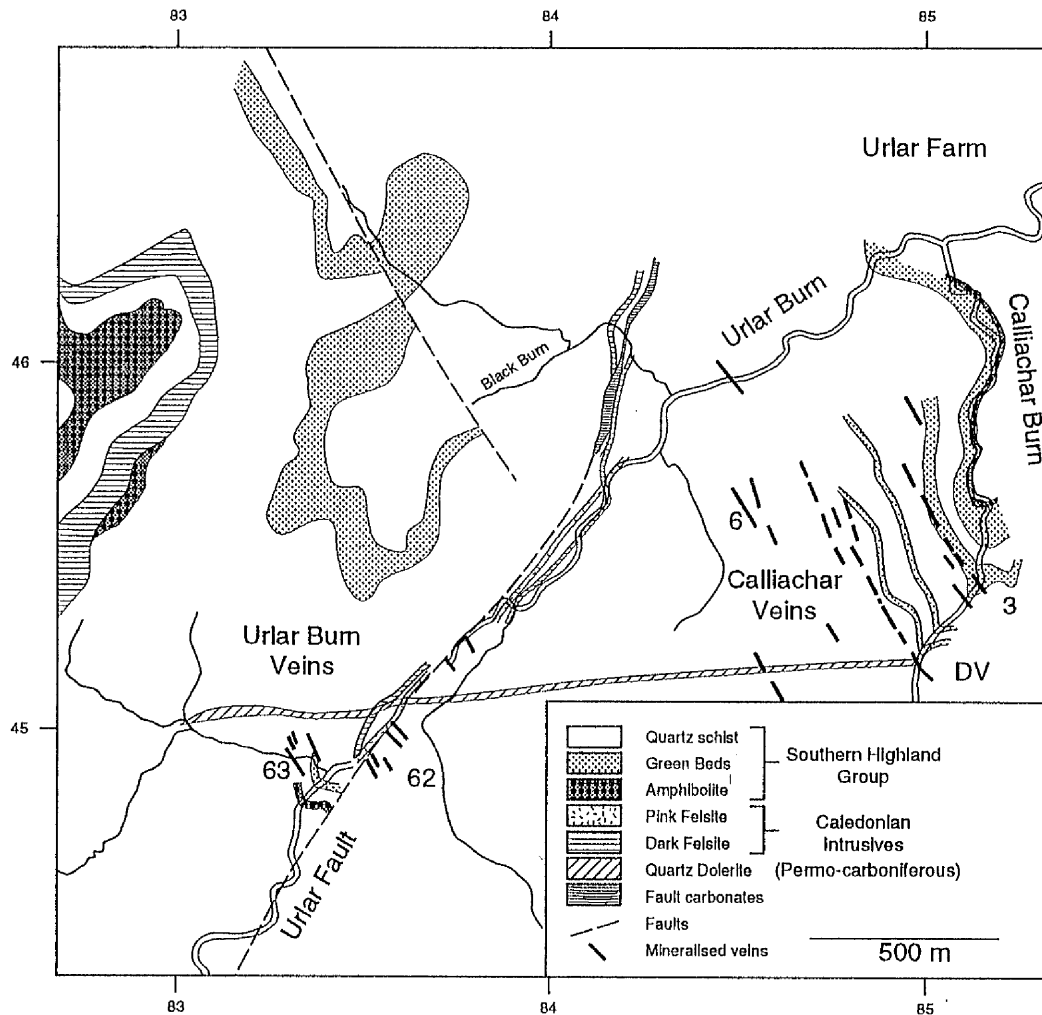 83
84
85
Urlar Farm
Urlar Burn
Calliachar Burn
46
Black Burn
6
Calliachar
Veins
3
Urlar Burn
Veins
DV
45
63
62
Urlar Fault
Quartz schist
Green Beds
Amphibolite
Southern Highland
Group
Pink Felsite
Dark Felsite
Caledonian
Intrusives
Quartz Dolerite (Permo-carboniferous)
Fault carbonates
Faults
Mineralised veins
500 m
83
84
85